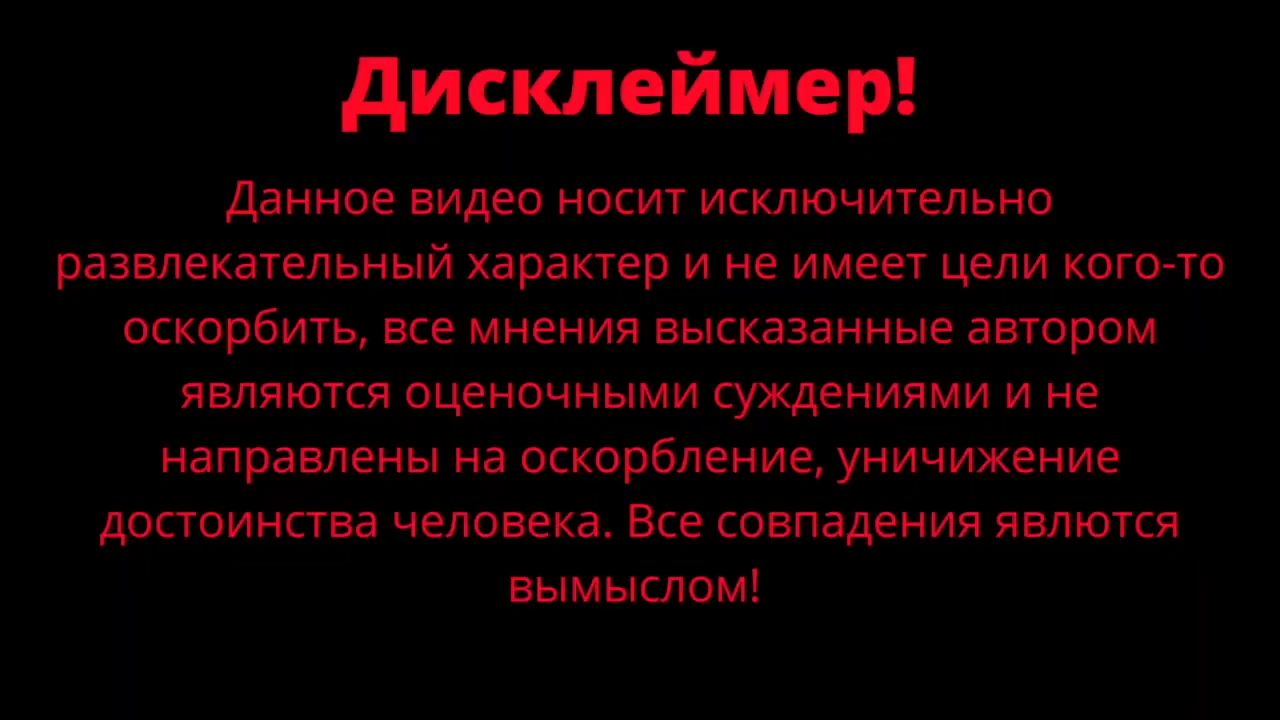 Дисклеймер!
Данное видео носит исключительно
развлекательный характер и не имеет цели кого-то
оскорбить, все мнения высказанные автором
являются оценочными суждениями и не
направлены на оскорбление, уничижение
достоинства человека. Все совпадения явлются
вымыслом!